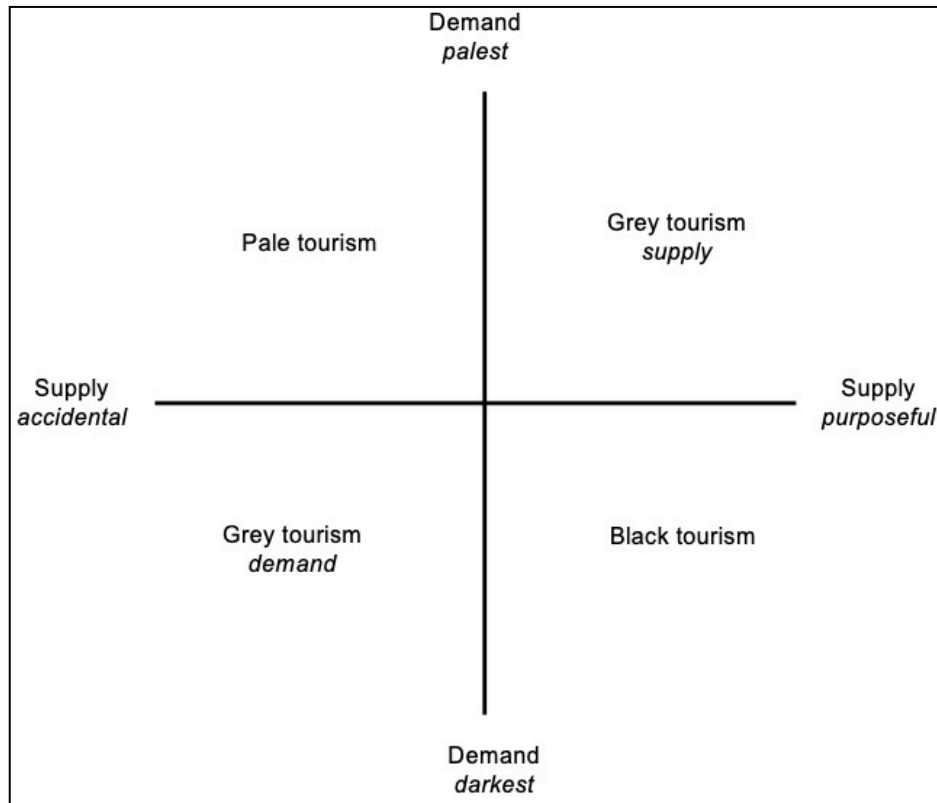 Demand
palest
Pale tourism
Grey tourism
supply
Supply
accidental
Supply
purposeful
Grey tourism
demand
Black tourism
Demand
darkest